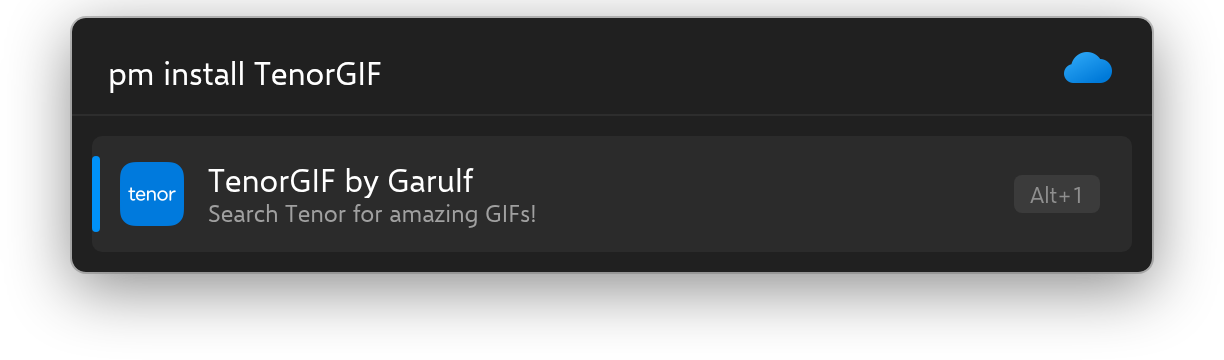 pm install TenorGIF
tenor
TenorGIF by Garulf
Search Tenor for amazing GIFs!
Alt+1